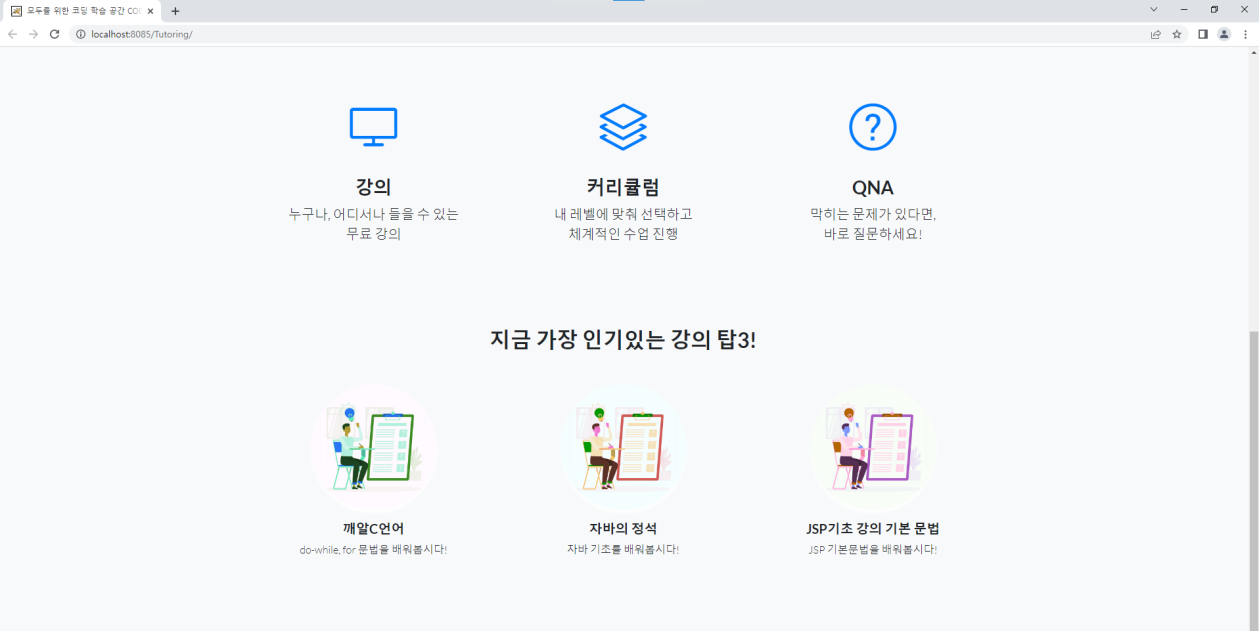 모두를 위한 코딩 학습 공간 CO
localhost:8085/Tutoring/
강의
누구나, 어디서나 들을 수 있는
무료 강의
커리큘럼
내 레벨에 맞춰 선택하고
체계적인 수업 진행
QNA
막히는 문제가 있다면,
바로 질문하세요!
지금 가장 인기있는 강의 탑3!
깨알C언어
do-while, for 문법을 배워봅시다!
자바의 정석
자바 기초를 배워봅시다!
JSP기초 강의 기본 문법
JSP 기본문법을 배워봅시다!